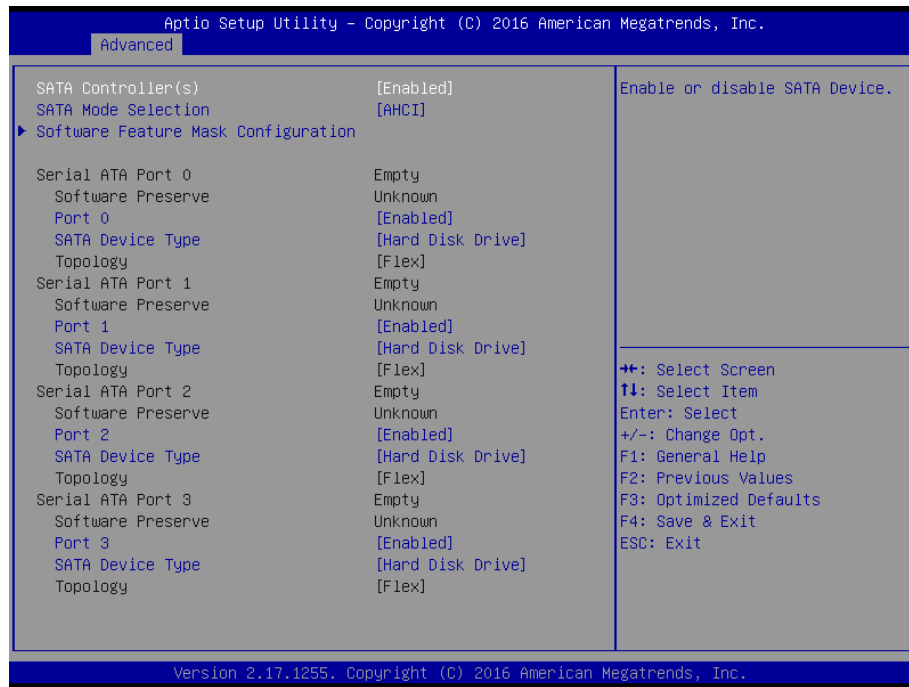 Aptio Setup Utility – Copyright (C) 2016 American Megatrends, Inc.
Advanced
SATA Controller(s) [Enabled]
SATA Mode Selection [AHCI]
Software Feature Mask Configuration
Serial ATA Port 0 Empty
Software Preserve Unknown
Port 0 [Enabled]
SATA Device Type [Hard Disk Drive]
Topology [Flex]
Serial ATA Port 1 Empty
Software Preserve Unknown
Port 1 [Enabled]
SATA Device Type [Hard Disk Drive]
Topology [Flex]
Serial ATA Port 2 Empty
Software Preserve Unknown
Port 2 [Enabled]
SATA Device Type [Hard Disk Drive]
Topology [Flex]
Serial ATA Port 3 Empty
Software Preserve Unknown
Port 3 [Enabled]
SATA Device Type [Hard Disk Drive]
Topology [Flex]
Enable or disable SATA Device.
→←: Select Screen
↑↓: Select Item
Enter: Select
+/-: Change Opt.
F1: General Help
F2: Previous Values
F3: Optimized Defaults
F4: Save & Exit
ESC: Exit
Version 2.17.1255. Copyright (C) 2016 American Megatrends, Inc.